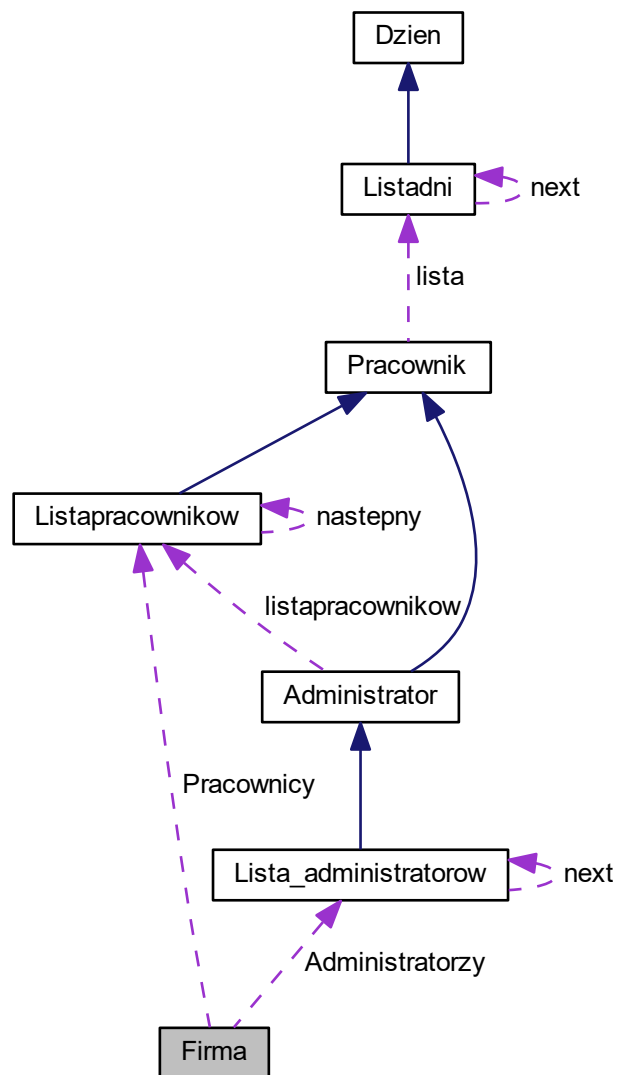 Dzien
Listadni
next
lista
Pracownik
Listapracownikow
nastepny
listapracownikow
Administrator
Pracownicy
Lista_administratorow
next
Administratorzy
Firma